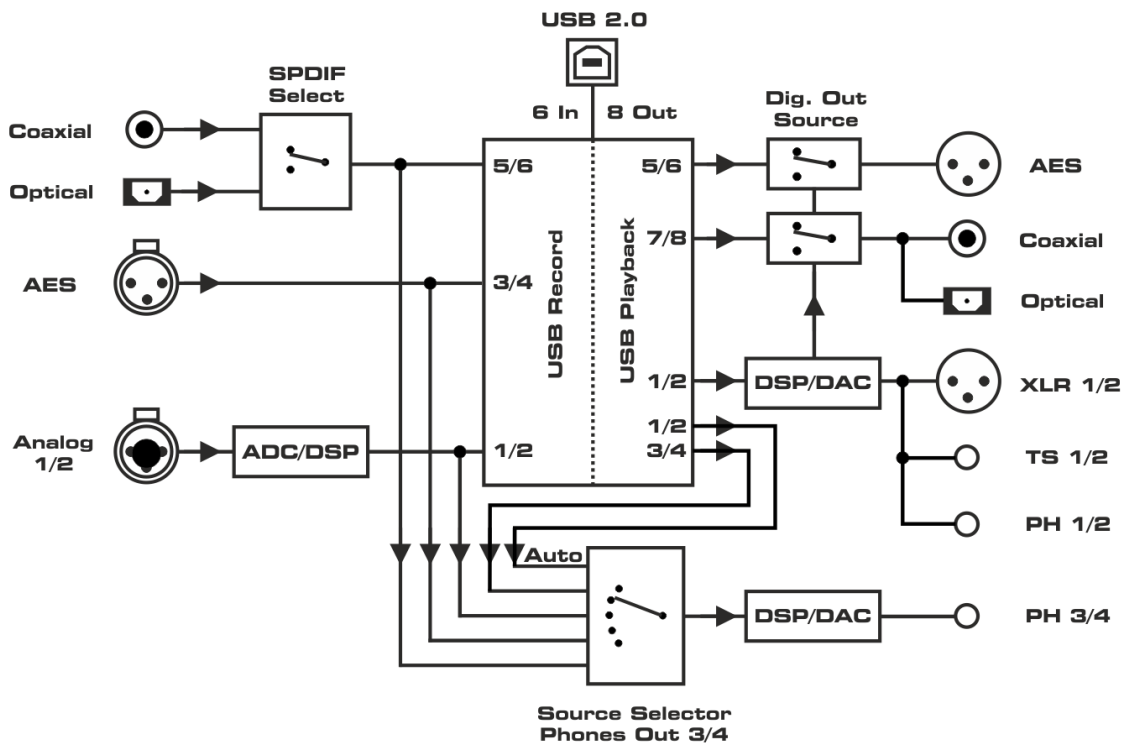 USB 2.0
6 In
8 Out
SPDIF
Select
Coaxial
Optical
AES
Analog
1/2
ADC/DSP
5/6
3/4
1/2
USB Record
USB Playback
5/6
7/8
1/2
1/2
3/4
Dig. Out
Source
DSP/DAC
AES
Coaxial
Optical
XLR 1/2
TS 1/2
PH 1/2
Auto
DSP/DAC
PH 3/4
Source Selector
Phones Out 3/4